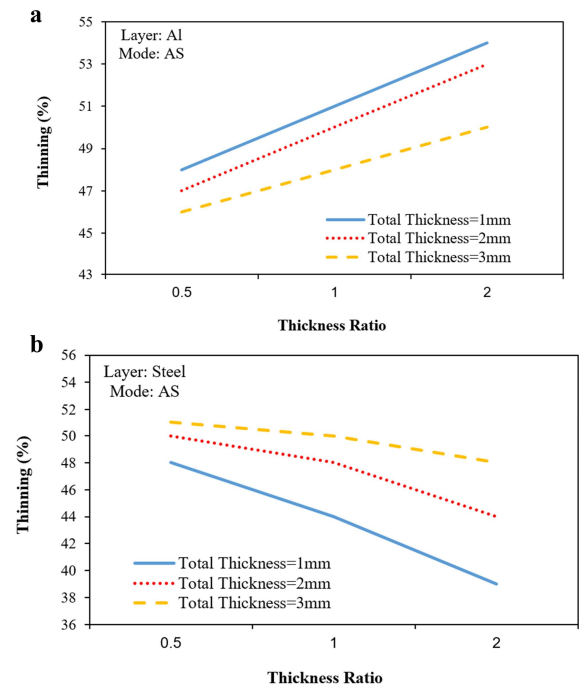 a
Layer: Al
Mode: AS
55
53
51
49
47
45
43
Thinning (%)
Total Thickness=1mm
Total Thickness=2mm
Total Thickness=3mm
0.5 1 2
Thickness Ratio
b
Layer: Steel
Mode: AS
56
54
52
50
48
46
44
42
40
38
36
Thinning (%)
Total Thickness=1mm
Total Thickness=2mm
Total Thickness=3mm
0.5 1 2
Thickness Ratio